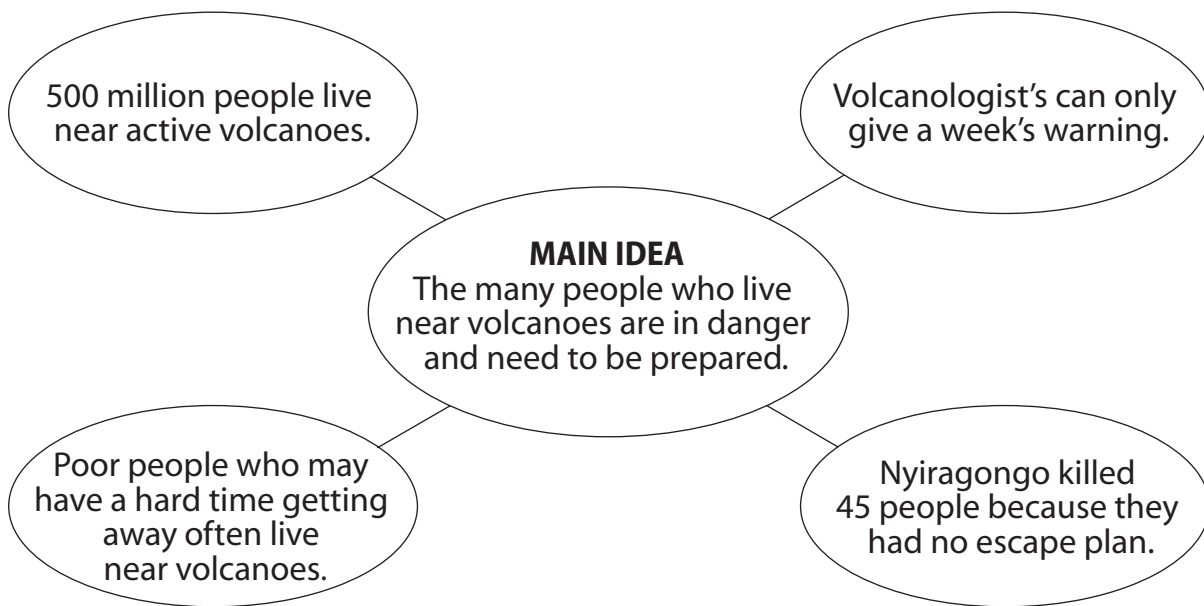 500 million people live
near active volcanoes.
Volcanologist's can only
give a week's warning.
MAIN IDEA
The many people who live
near volcanoes are in danger
and need to be prepared.
Poor people who may
have a hard time getting
away often live
near volcanoes.
Nyiragongo killed
45 people because they
had no escape plan.